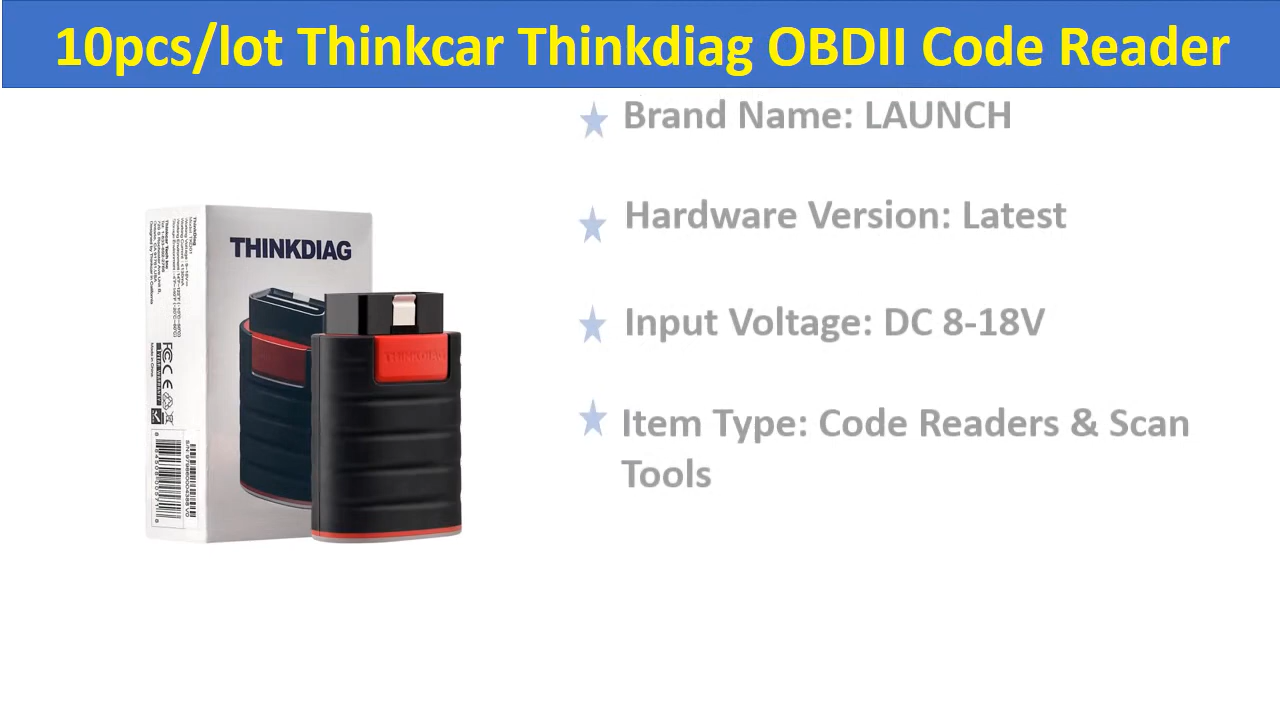 10pcs/lot Thinkcar Thinkdiag OBDII Code Reader
Brand Name: LAUNCH
Hardware Version: Latest
Input Voltage: DC 8-18V
Item Type: Code Readers & Scan
Tools
THINKDIAG
THINKDIAG